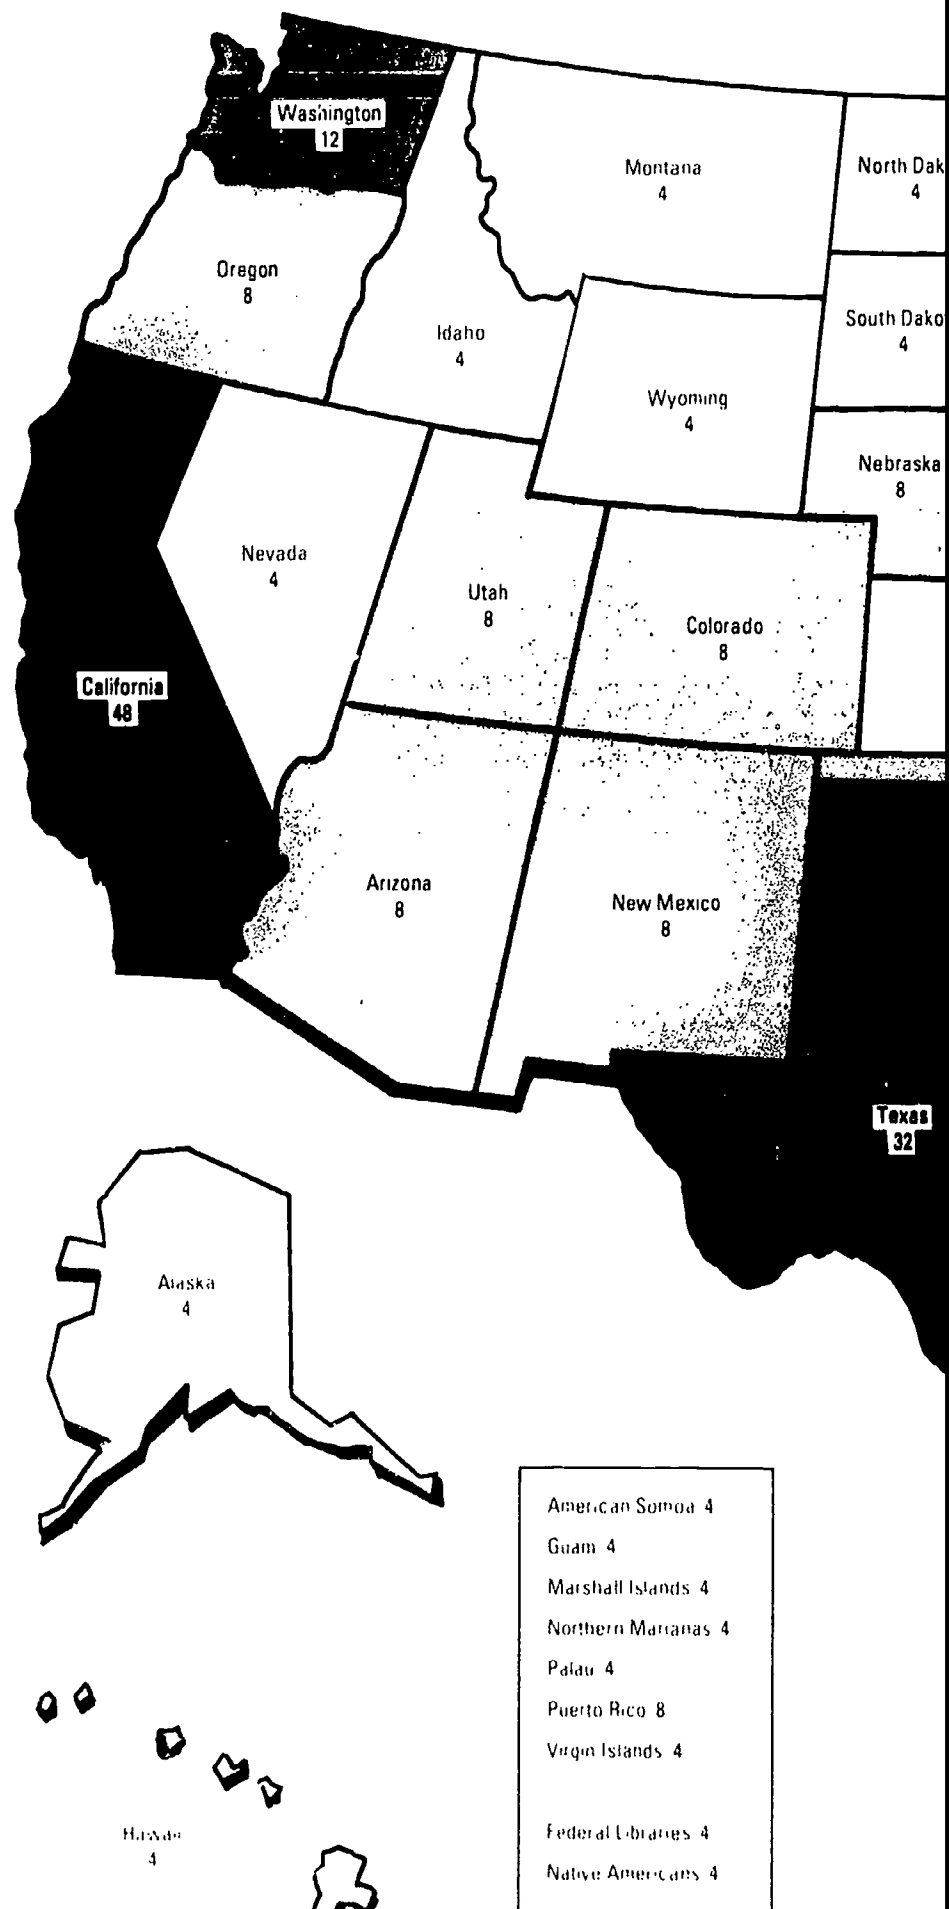 Washington
12
Montana
4
North Dak
4
Oregon
8
Idaho
4
South Dako
4
Wyoming
4
Nebraska
8
Nevada
4
Utah
8
Colorado
8
California
48
Arizona
8
New Mexico
8
Texas
32
Alaska
4
American Somoa 4
Guam 4
Marshall Islands 4
Northern Marianas 4
Palau 4
Puerto Rico 8
Virgin Islands 4
Federal Libraries 4
Native Americans 4
Hawaii
4